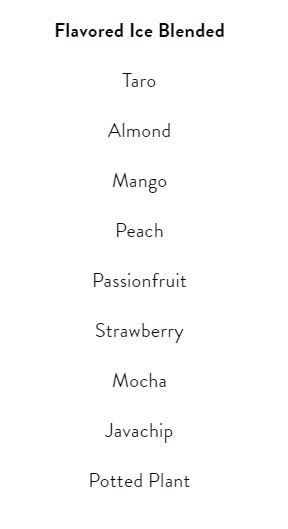 Flavored Ice Blended
Taro
Almond
Mango
Peach
Passionfruit
Strawberry
Mocha
Javachip
Potted Plant